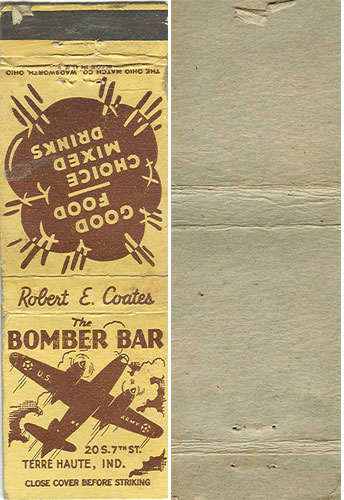 THE OHIO MATCH CO. WADSWORTH, OHIO
MADE IN U.S.
GOOD
FOOD
CHOICE
MIXED
DRINKS
Robert E. Coates
The
BOMBER BAR
U.S.
ARMY
20 S. 7TH ST.
TERRE HAUTE, IND.
CLOSE COVER BEFORE STRIKING